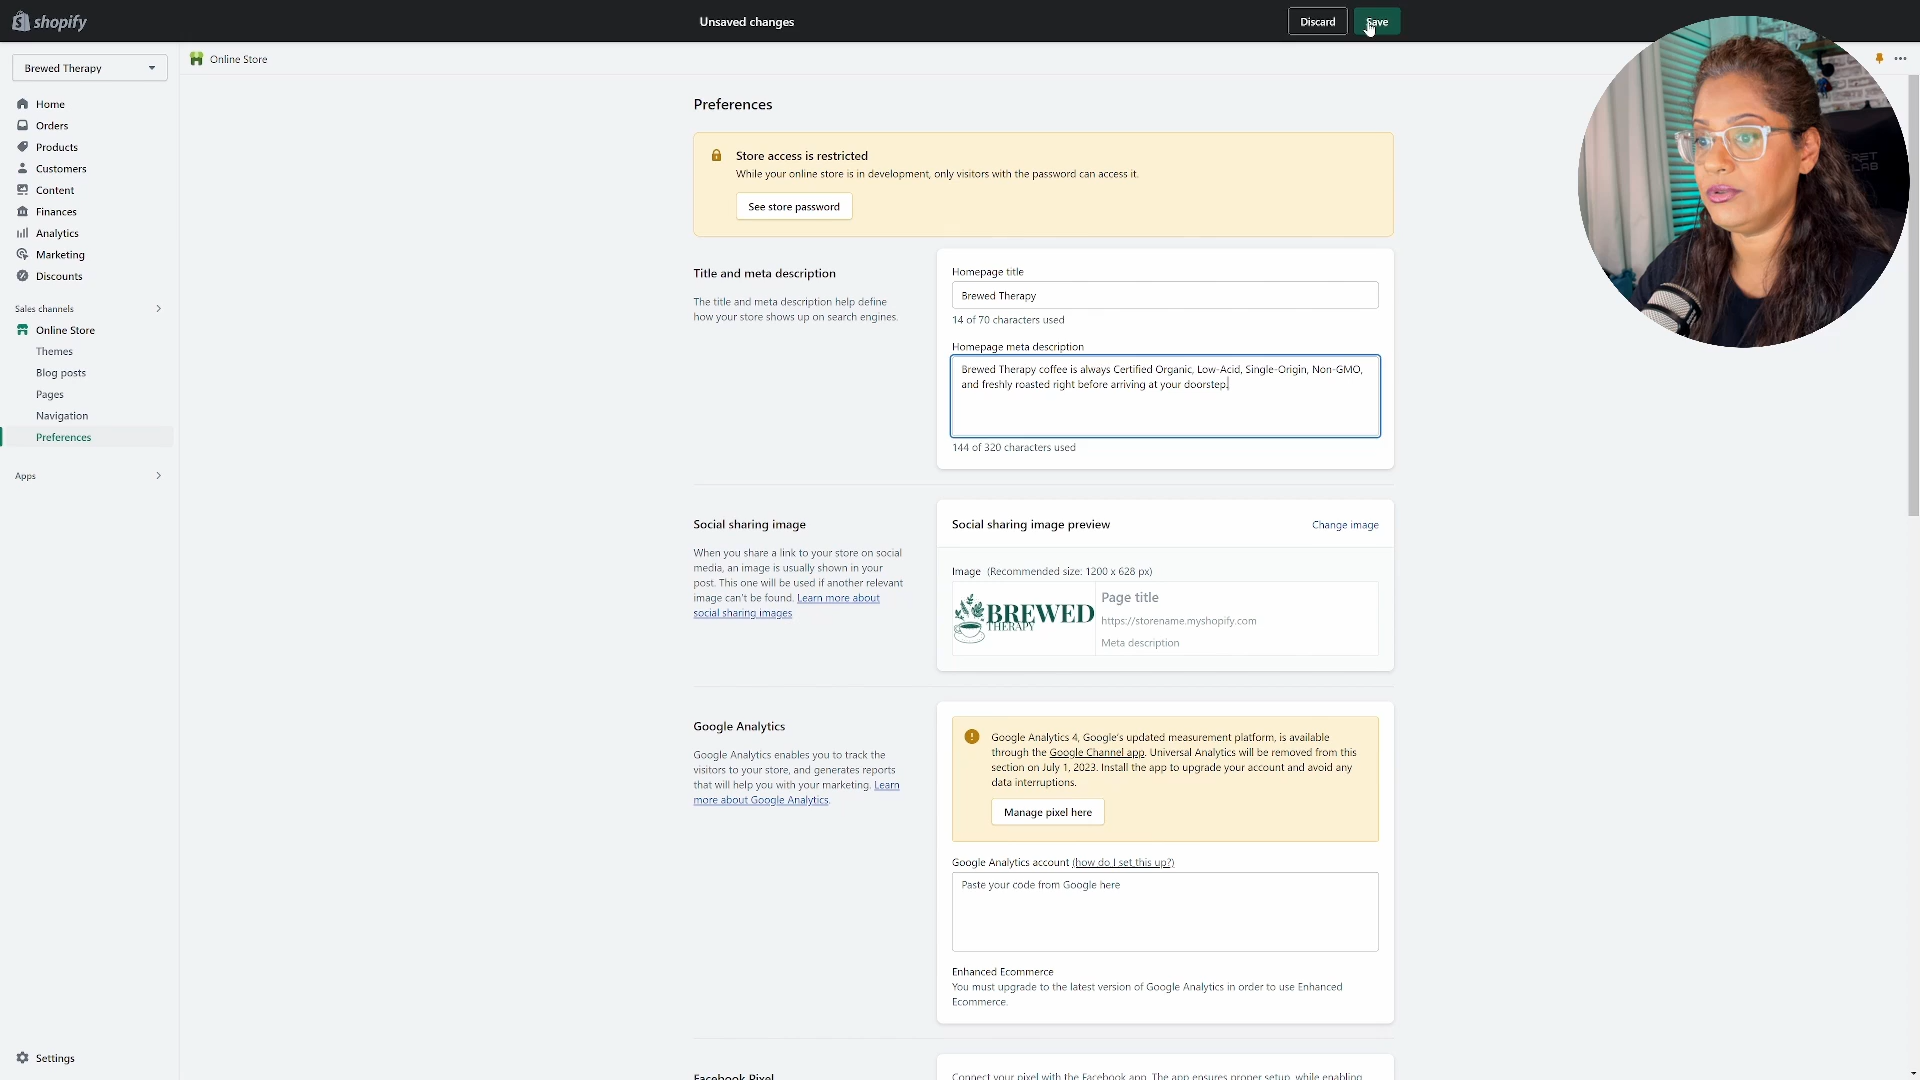 shopify
Unsaved changes
Discard
Save
Brewed Therapy
Online Store
Home
Orders
Products
Customers
Content
Finances
Analytics
Marketing
Discounts
Sales channels
Online Store
Themes
Blog posts
Pages
Navigation
Preferences
Apps
Settings
Preferences
Store access is restricted
While your online store is in development, only visitors with the password can access it.
See store password
Title and meta description
The title and meta description help define
how your store shows up on search engines.
Homepage title
Brewed Therapy
14 of 70 characters used
Homepage meta description
Brewed Therapy coffee is always Certified Organic, Low-Acid, Single-Origin, Non-GMO,
and freshly roasted right before arriving at your doorstep.
144 of 320 characters used
Social sharing image
When you share a link to your store on social
media, an image is usually shown in your
post. This one will be used if another relevant
image can't be found. Learn more about
social sharing images
Social sharing image preview
Change image
Image (Recommended size: 1200 x 628 px)
BREWED
THERAPY
Page title
https://storename.myshopify.com
Meta description
Google Analytics
Google Analytics enables you to track the
visitors to your store, and generates reports
that will help you with your marketing. Learn
more about Google Analytics.
Google Analytics 4, Google's updated measurement platform, is available
through the Google Channel app. Universal Analytics will be removed from this
section on July 1, 2023. Install the app to upgrade your account and avoid any
data interruptions.
Manage pixel here
Google Analytics account (how do I set this up?)
Paste your code from Google here
Enhanced Ecommerce
You must upgrade to the latest version of Google Analytics in order to use Enhanced
Ecommerce.
Facebook Pixel
Connect your pixel with the Facebook app. The app ensures proper setup, while enabling